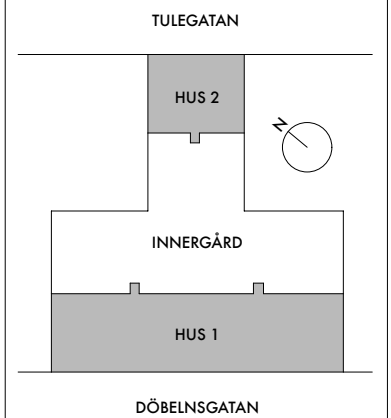 TULEGATAN
HUS 2
N
INNERGÅRD
HUS 1
DÖBELNSGATAN